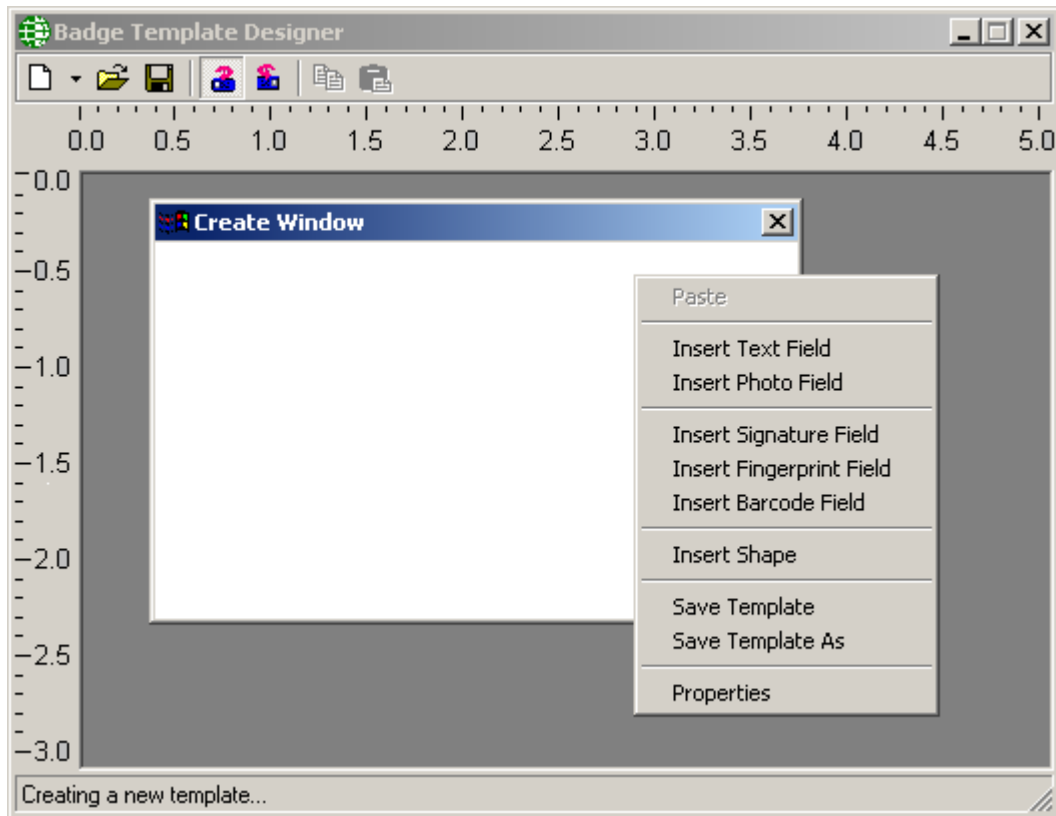 Badge Template Designer
0.0 0.5 1.0 1.5 2.0 2.5 3.0 3.5 4.0 4.5 5.0
0.0
Create Window
0.5
Paste
Insert Text Field
1.0
Insert Photo Field
Insert Signature Field
1.5
Insert Fingerprint Field
Insert Barcode Field
2.0
Insert Shape
Save Template
Save Template As
2.5
Properties
3.0
Creating a new template...